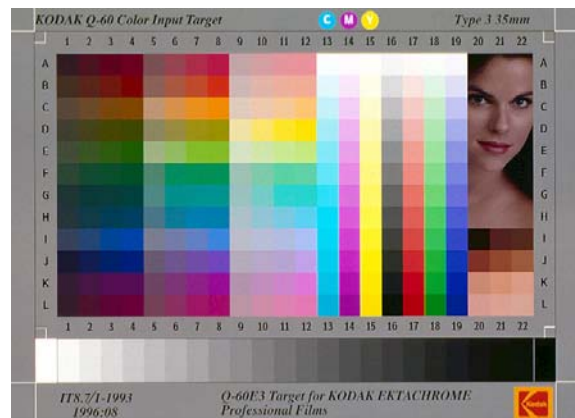 KODAK Q-60 Color Input Target C M Y Type 3 35mm
1 2 3 4 5 6 7 8 9 10 11 12 13 14 15 16 17 18 19 20 21 22
A A
B B
C C
D D
E E
F F
G G
H H
I I
J J
K K
L L
1 2 3 4 5 6 7 8 9 10 11 12 13 14 15 16 17 18 19 20 21 22
IT8.7/1-1993 Q-60E3 Target for KODAK EKTACHROME
1996:08 Professional Films Kodak